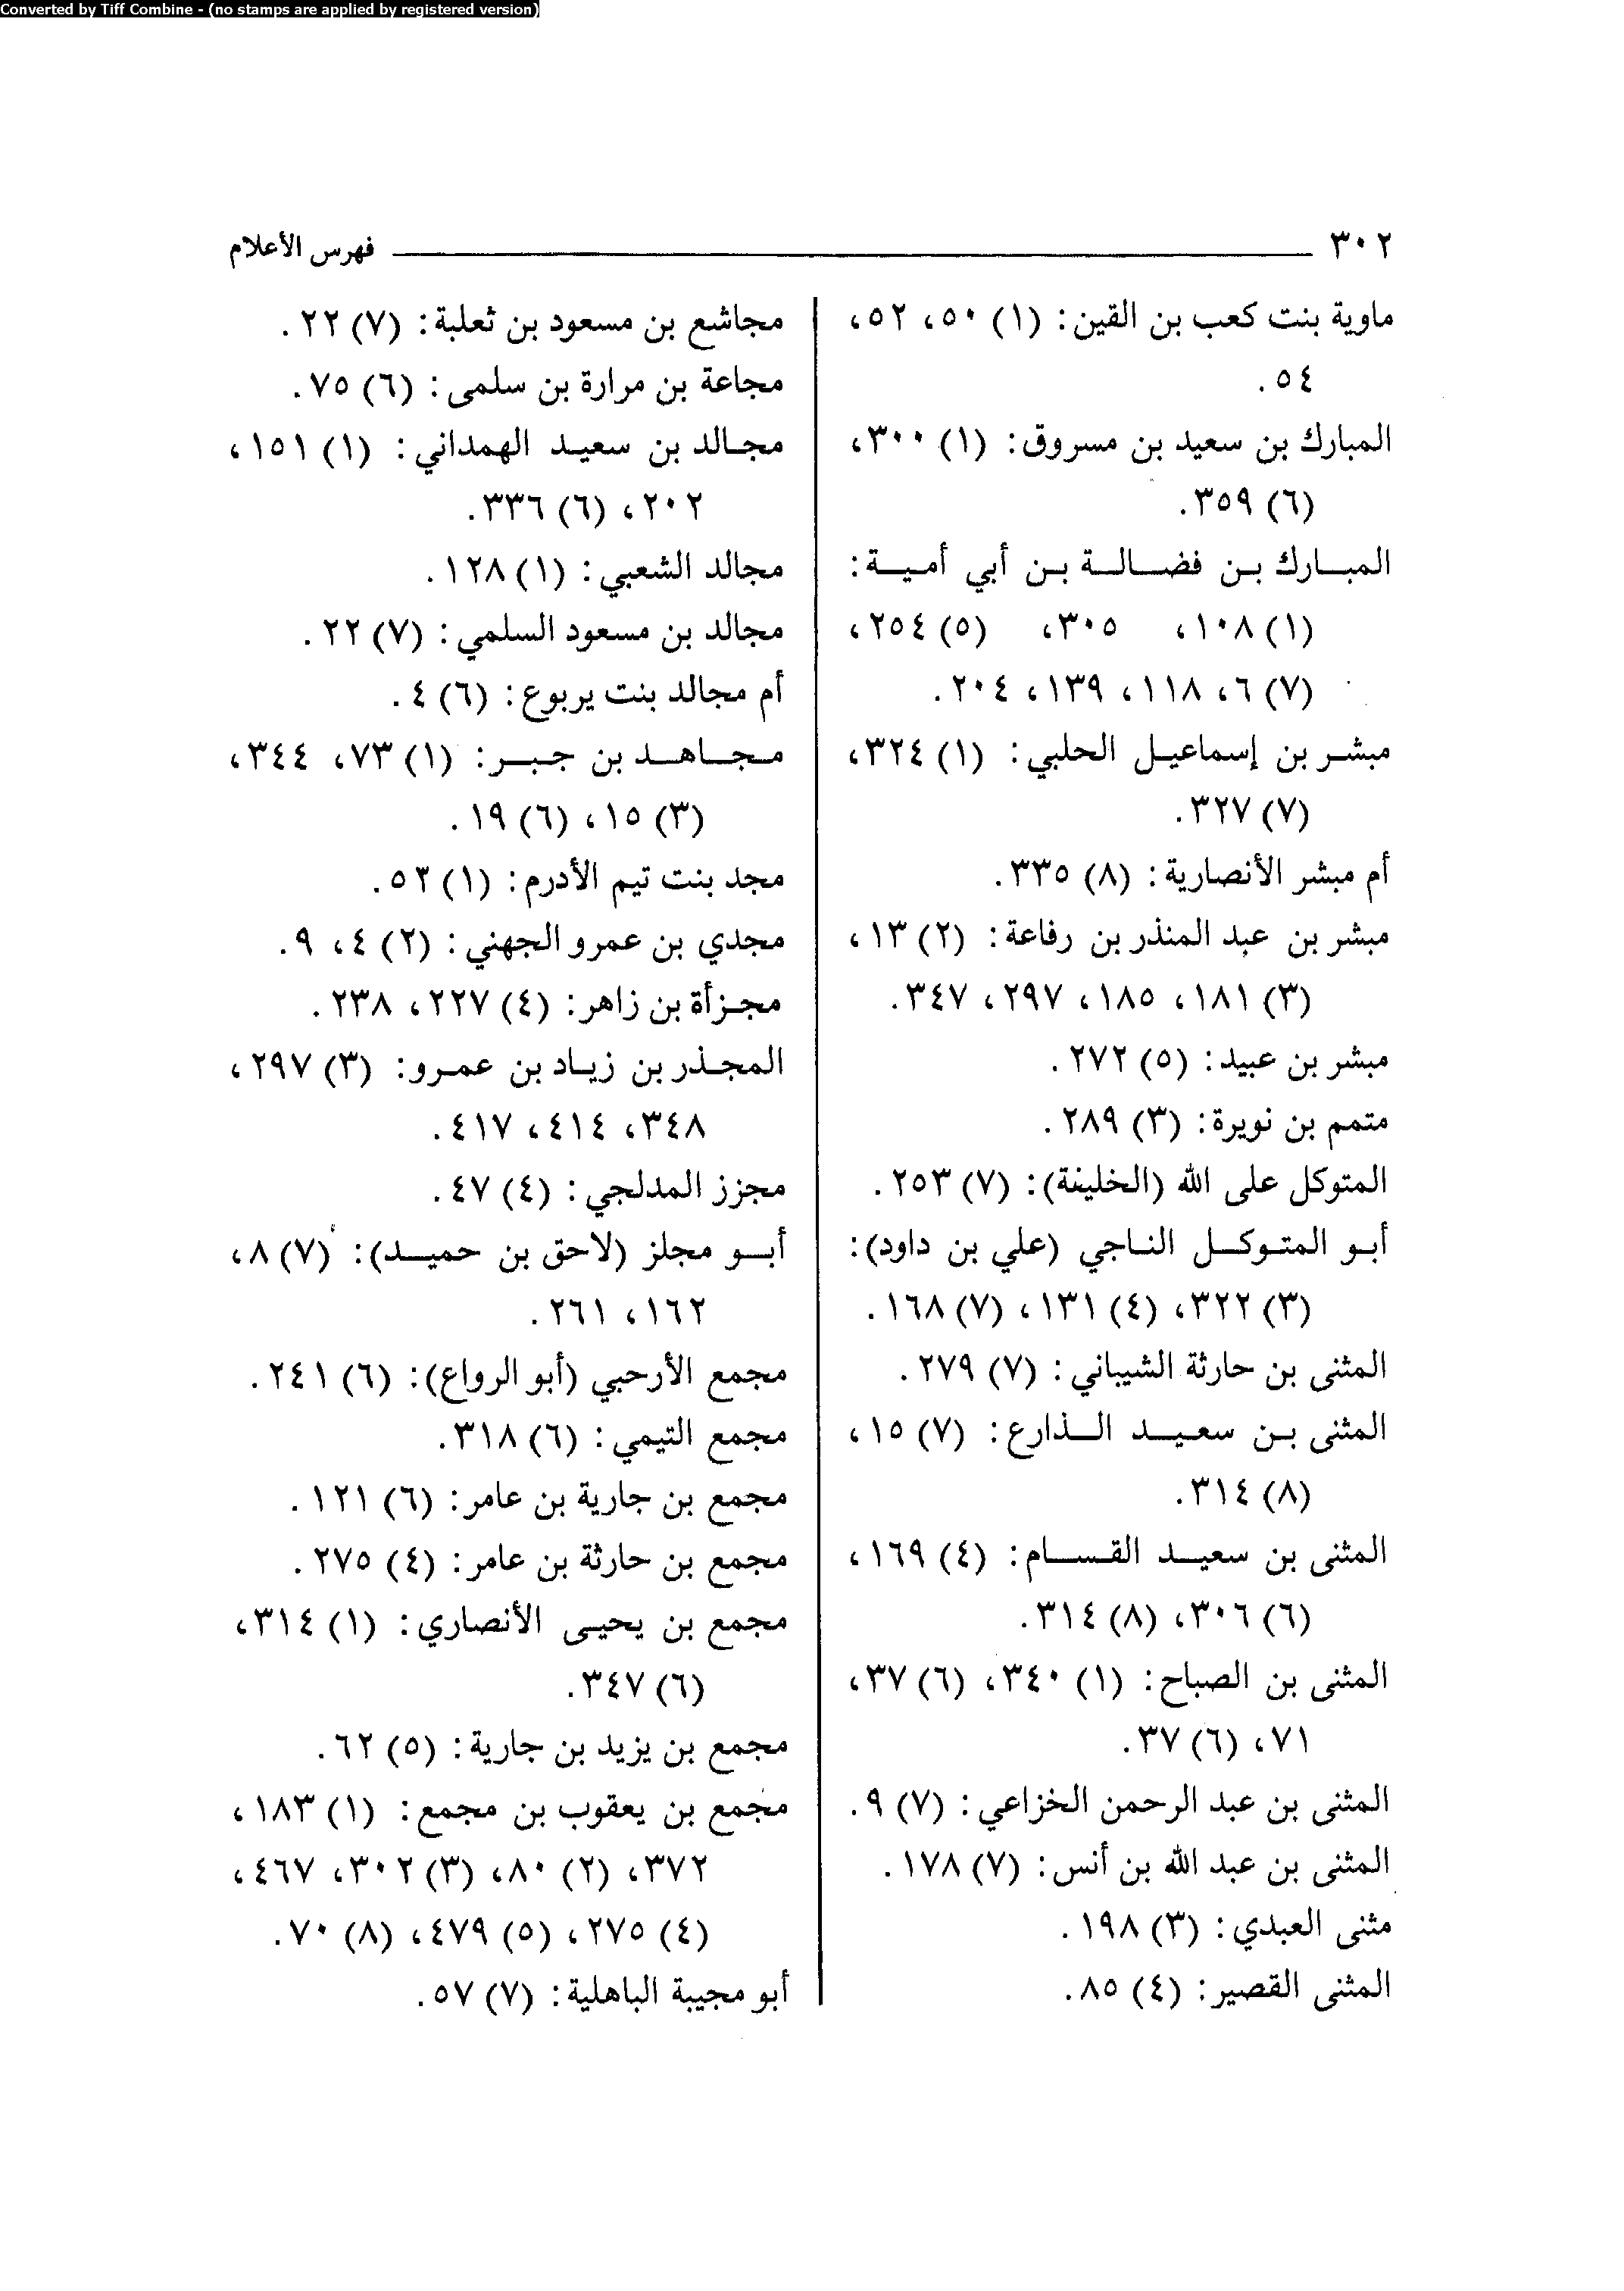 Converted by Tiff Combine - (no stamps are applied by registered version)
٣٠٢ فهرس الأعلام
ماوية بنت كعب بن القين: (١) ٥٠، ٥٢،
٥٤.
المبارك بن سعيد بن مسروق: (١) ٣٠٠،
(٦) ٣٥٩.
المبارك بن فضالة بن أبي أمية:
(١) ١٠٨، ٣٠٥، (٥) ٢٥٤،
(٧) ٦، ١١٨، ١٣٩، ٢٠٤.
مبشر بن إسماعيل الحلبي: (١) ٣٢٤،
(٧) ٣٢٧.
أم مبشر الأنصارية: (٨) ٣٣٥.
مبشر بن عبد المنذر بن رفاعة: (٢) ١٣،
(٣) ١٨١، ١٨٥، ٢٩٧، ٣٤٧.
مبشر بن عبيد: (٥) ٢٧٢.
متمم بن نويرة: (٣) ٢٨٩.
المتوكل على الله (الخليفة): (٧) ٢٥٣.
أبو المتوكل الناجي (علي بن داود):
(٣) ٣٢٢، (٤) ١٣١، (٧) ١٦٨.
المثنى بن حارثة الشيباني: (٧) ٢٧٩.
المثنى بن سعيد الذارع: (٧) ١٥،
(٨) ٣١٤.
المثنى بن سعيد القسام: (٤) ١٦٩،
(٦) ٣٠٦، (٨) ٣١٤.
المثنى بن الصباح: (١) ٣٤٠، (٦) ٣٧،
٧١، (٦) ٣٧.
المثنى بن عبد الرحمن الخزاعي: (٧) ٩.
المثنى بن عبد الله بن أنس: (٧) ١٧٨.
مثنى العبدي: (٣) ١٩٨.
المثنى القصير: (٤) ٨٥.
مجاشع بن مسعود بن ثعلبة: (٧) ٢٢.
مجاعة بن مرارة بن سلمى: (٦) ٧٥.
مجالد بن سعيد الهمداني: (١) ١٥١،
٢٠٢، (٦) ٣٣٦.
مجالد الشعبي: (١) ١٢٨.
مجالد بن مسعود السلمي: (٧) ٢٢.
أم مجالد بنت يربوع: (٦) ٤.
مجاهد بن جبر: (١) ٧٣، ٣٤٤،
(٣) ١٥، (٦) ١٩.
مجد بنت تيم الأدرم: (١) ٥٢.
مجدي بن عمرو الجهني: (٢) ٤، ٩.
مجزأة بن زاهر: (٤) ٢٢٧، ٢٣٨.
المجذر بن زياد بن عمرو: (٣) ٢٩٧،
٣٤٨، ٤١٤، ٤١٧.
مجزز المدلجي: (٤) ٤٧.
أبو مجلز (لاحق بن حميد): (٧) ٨،
١٦٢، ٢٦١.
مجمع الأرحبي (أبو الرواع): (٦) ٢٤١.
مجمع التيمي: (٦) ٣١٨.
مجمع بن جارية بن عامر: (٦) ١٢١.
مجمع بن حارثة بن عامر: (٤) ٢٧٥.
مجمع بن يحيى الأنصاري: (١) ٣١٤،
(٦) ٣٤٧.
مجمع بن يزيد بن جارية: (٥) ٦٢.
مجمع بن يعقوب بن مجمع: (١) ١٨٣،
٣٧٢، (٢) ٨٠، (٣) ٣٠٢، ٤٦٧،
(٤) ٢٧٥، (٥) ٤٧٩، (٨) ٧٠.
أبو مجيبة الباهلية: (٧) ٥٧.